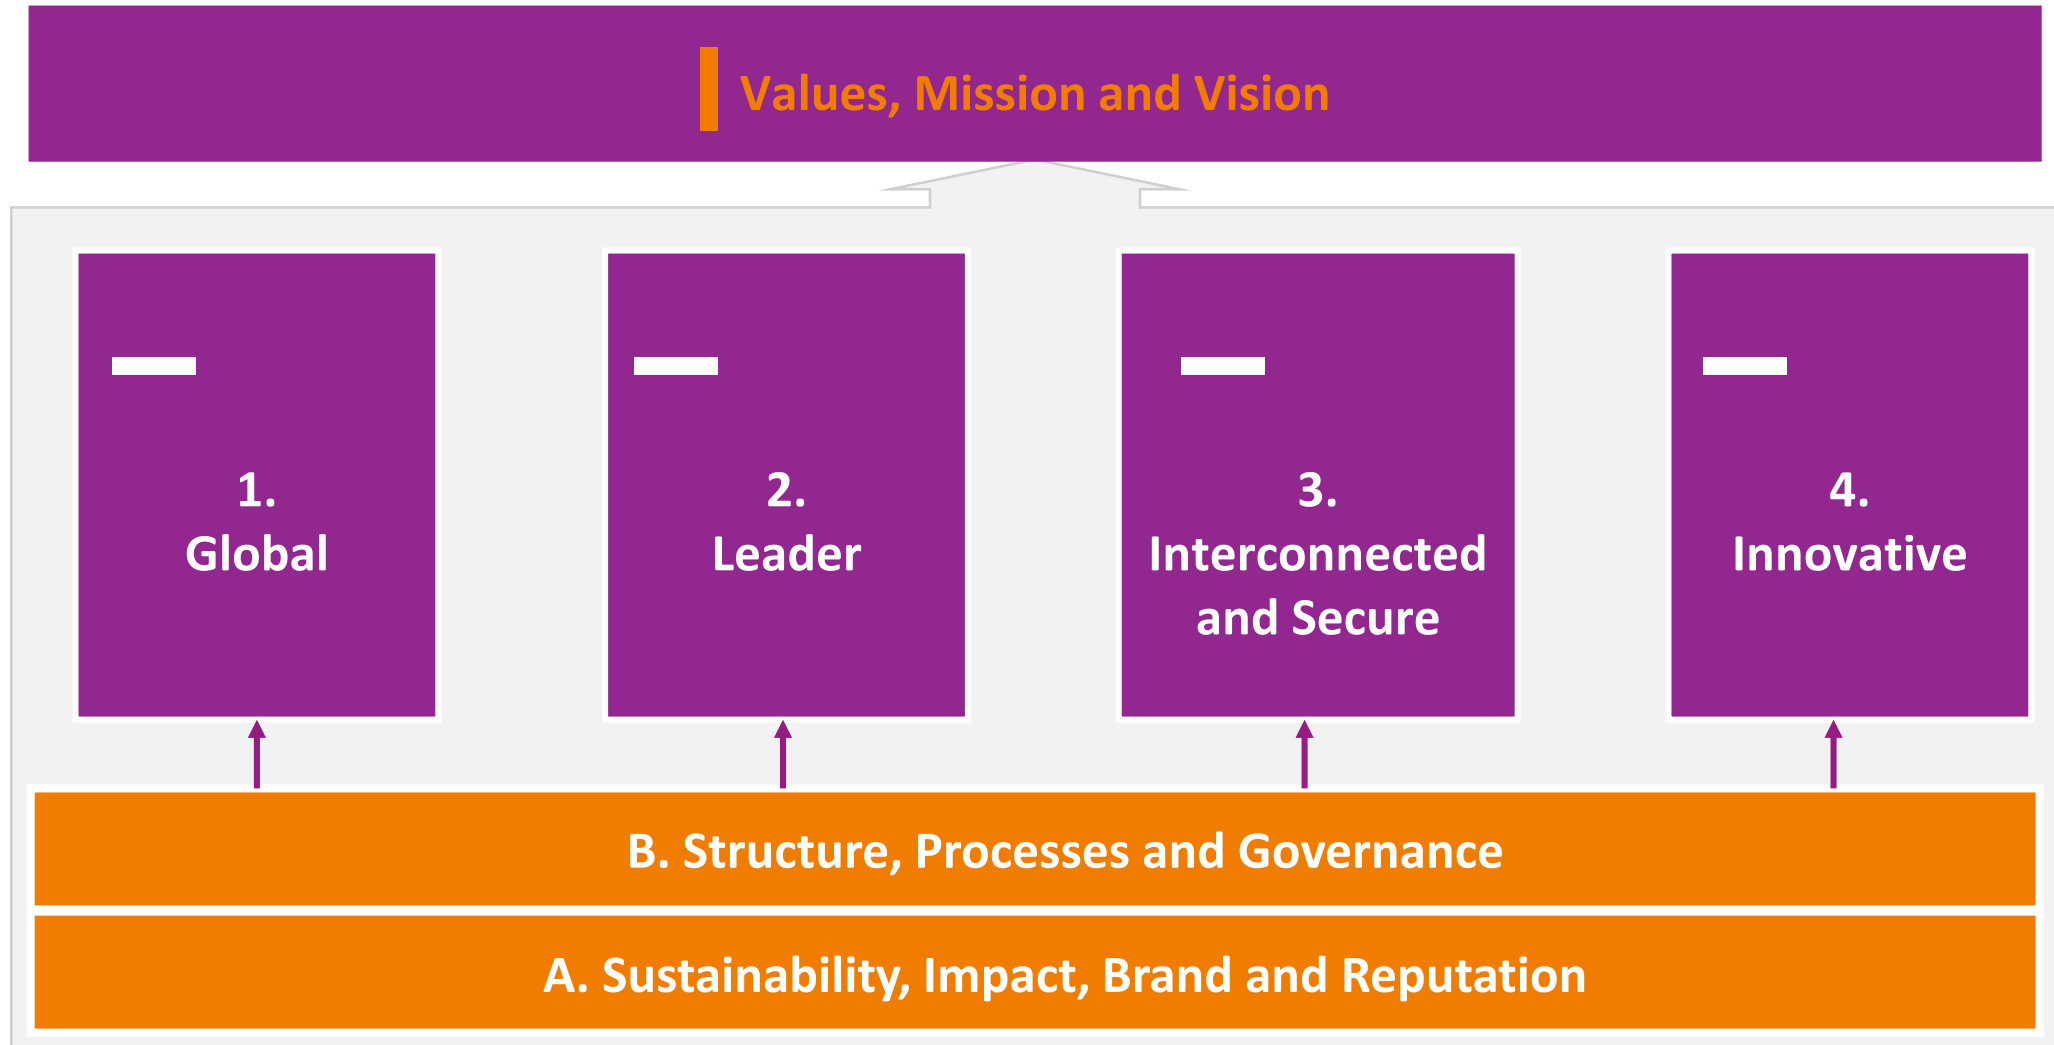 Values, Mission and Vision
1.
Global
2.
Leader
3.
Interconnected
and Secure
4.
Innovative
B. Structure, Processes and Governance
A. Sustainability, Impact, Brand and Reputation